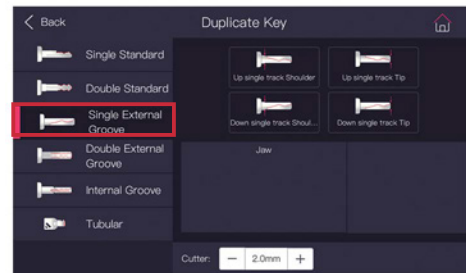 Back
Duplicate Key
Single Standard
Double Standard
Single External
Groove
Double External
Groove
Internal Groove
Tubular
Up single track Shoulder
Up single track Tip
Down single track Shoul...
Down single track Tip
Jaw
Cutter: − 2.0mm +